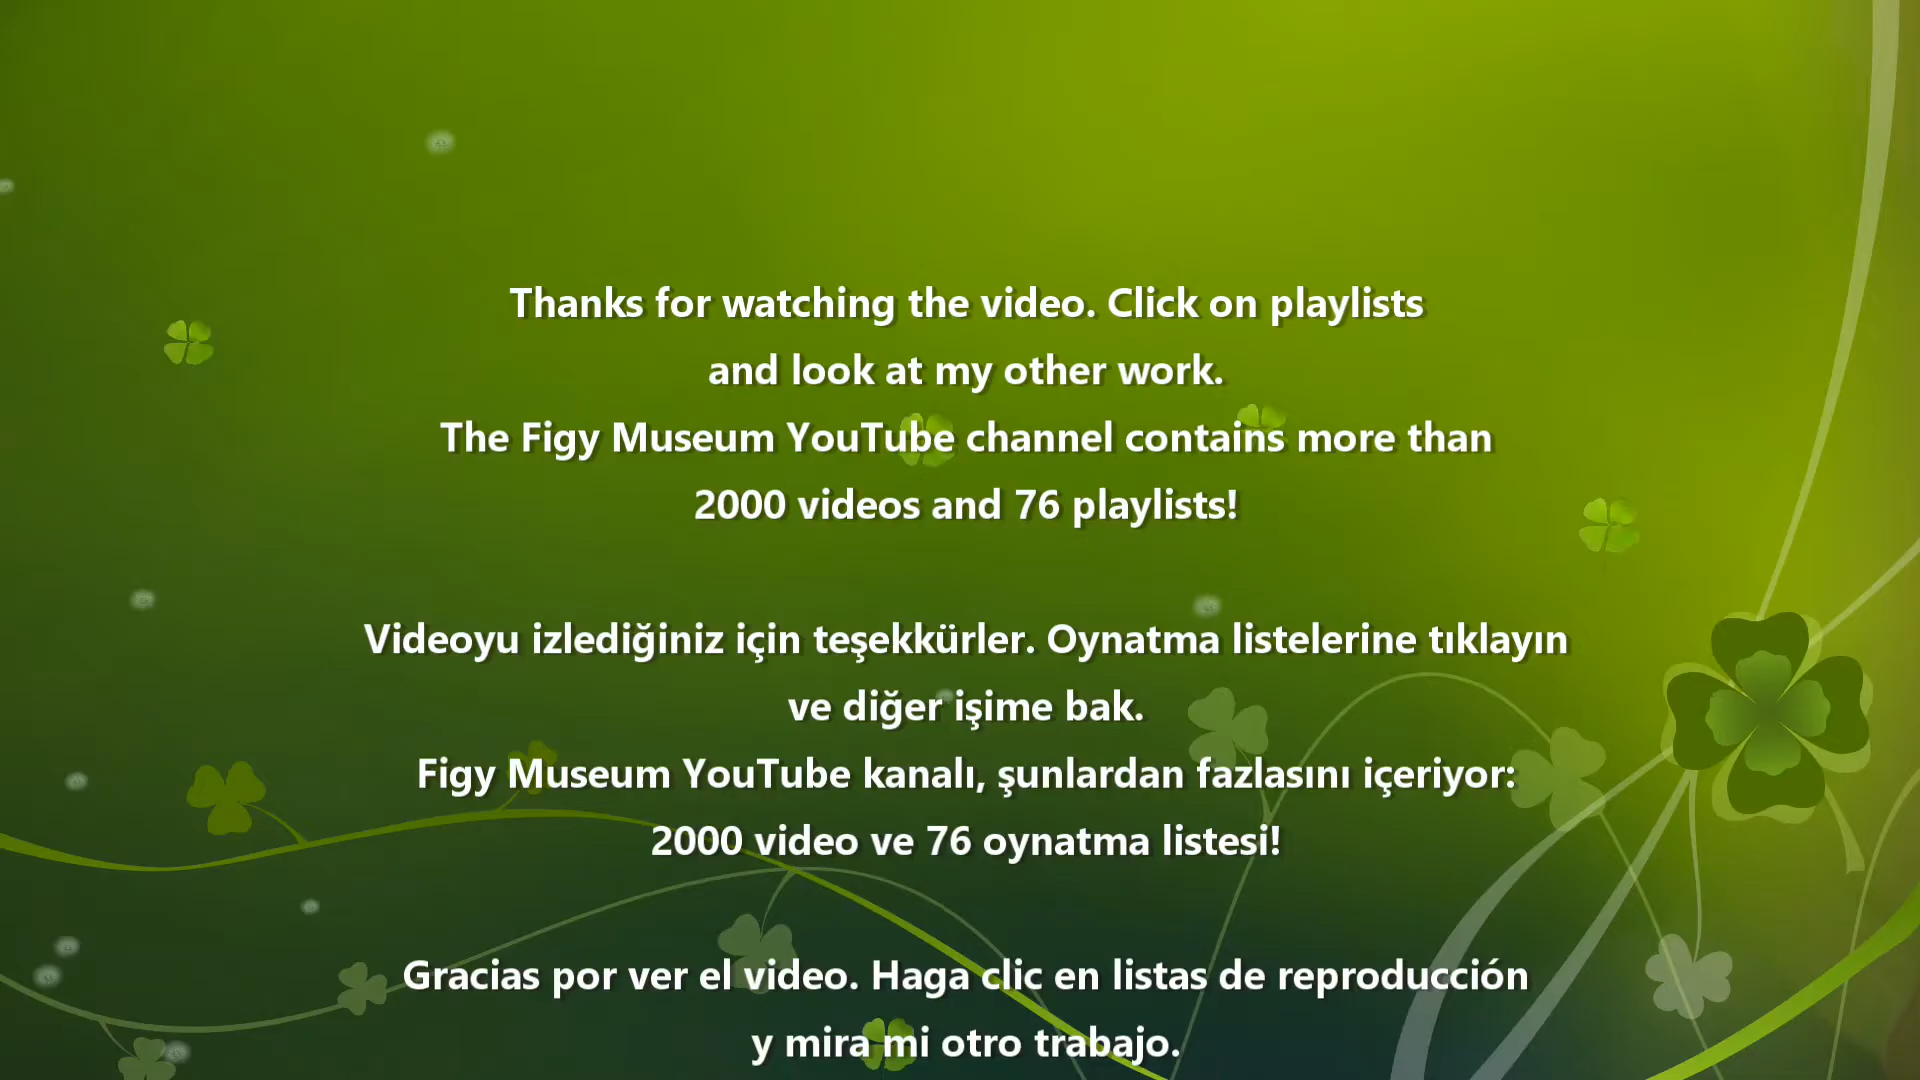 Thanks for watching the video. Click on playlists
and look at my other work.
The Figy Museum YouTube channel contains more than
2000 videos and 76 playlists!
Videoyu izlediğiniz için teşekkürler. Oynatma listelerine tıklayın
ve diğer işime bak.
Figy Museum YouTube kanalı, şunlardan fazlasını içeriyor:
2000 video ve 76 oynatma listesi!
Gracias por ver el video. Haga clic en listas de reproducción
y mira mi otro trabajo.